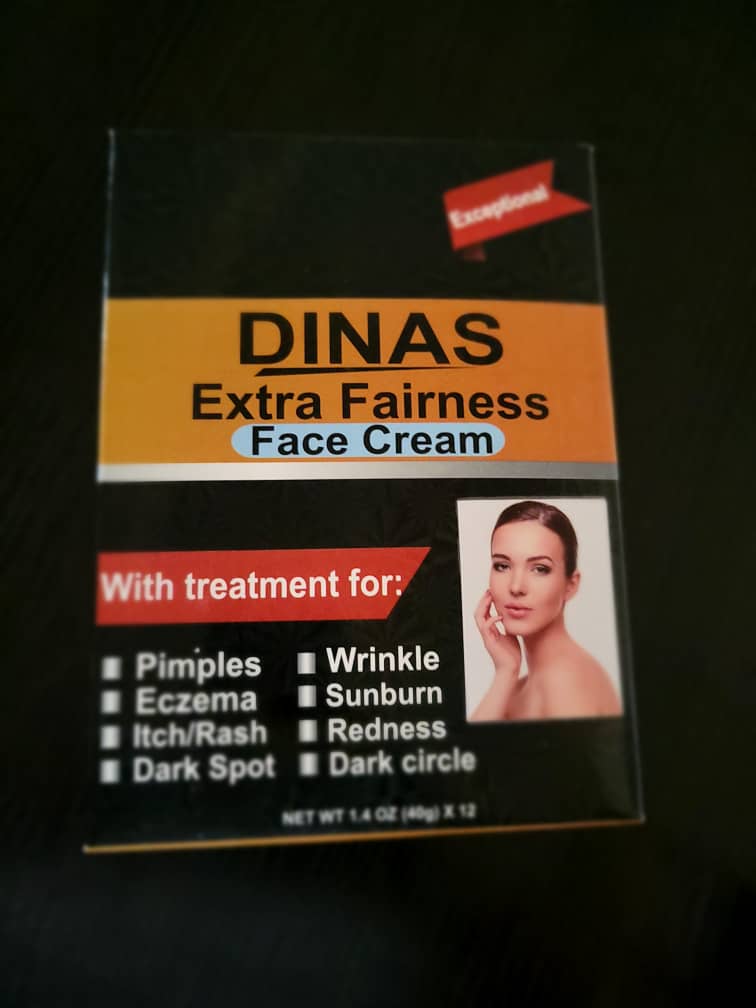 Exceptional
DINAS
Extra Fairness
Face Cream
With treatment for:
Pimples
Eczema
Itch/Rash
Dark Spot
Wrinkle
Sunburn
Redness
Dark circle
NET WT 1.4 OZ (40g) X 12